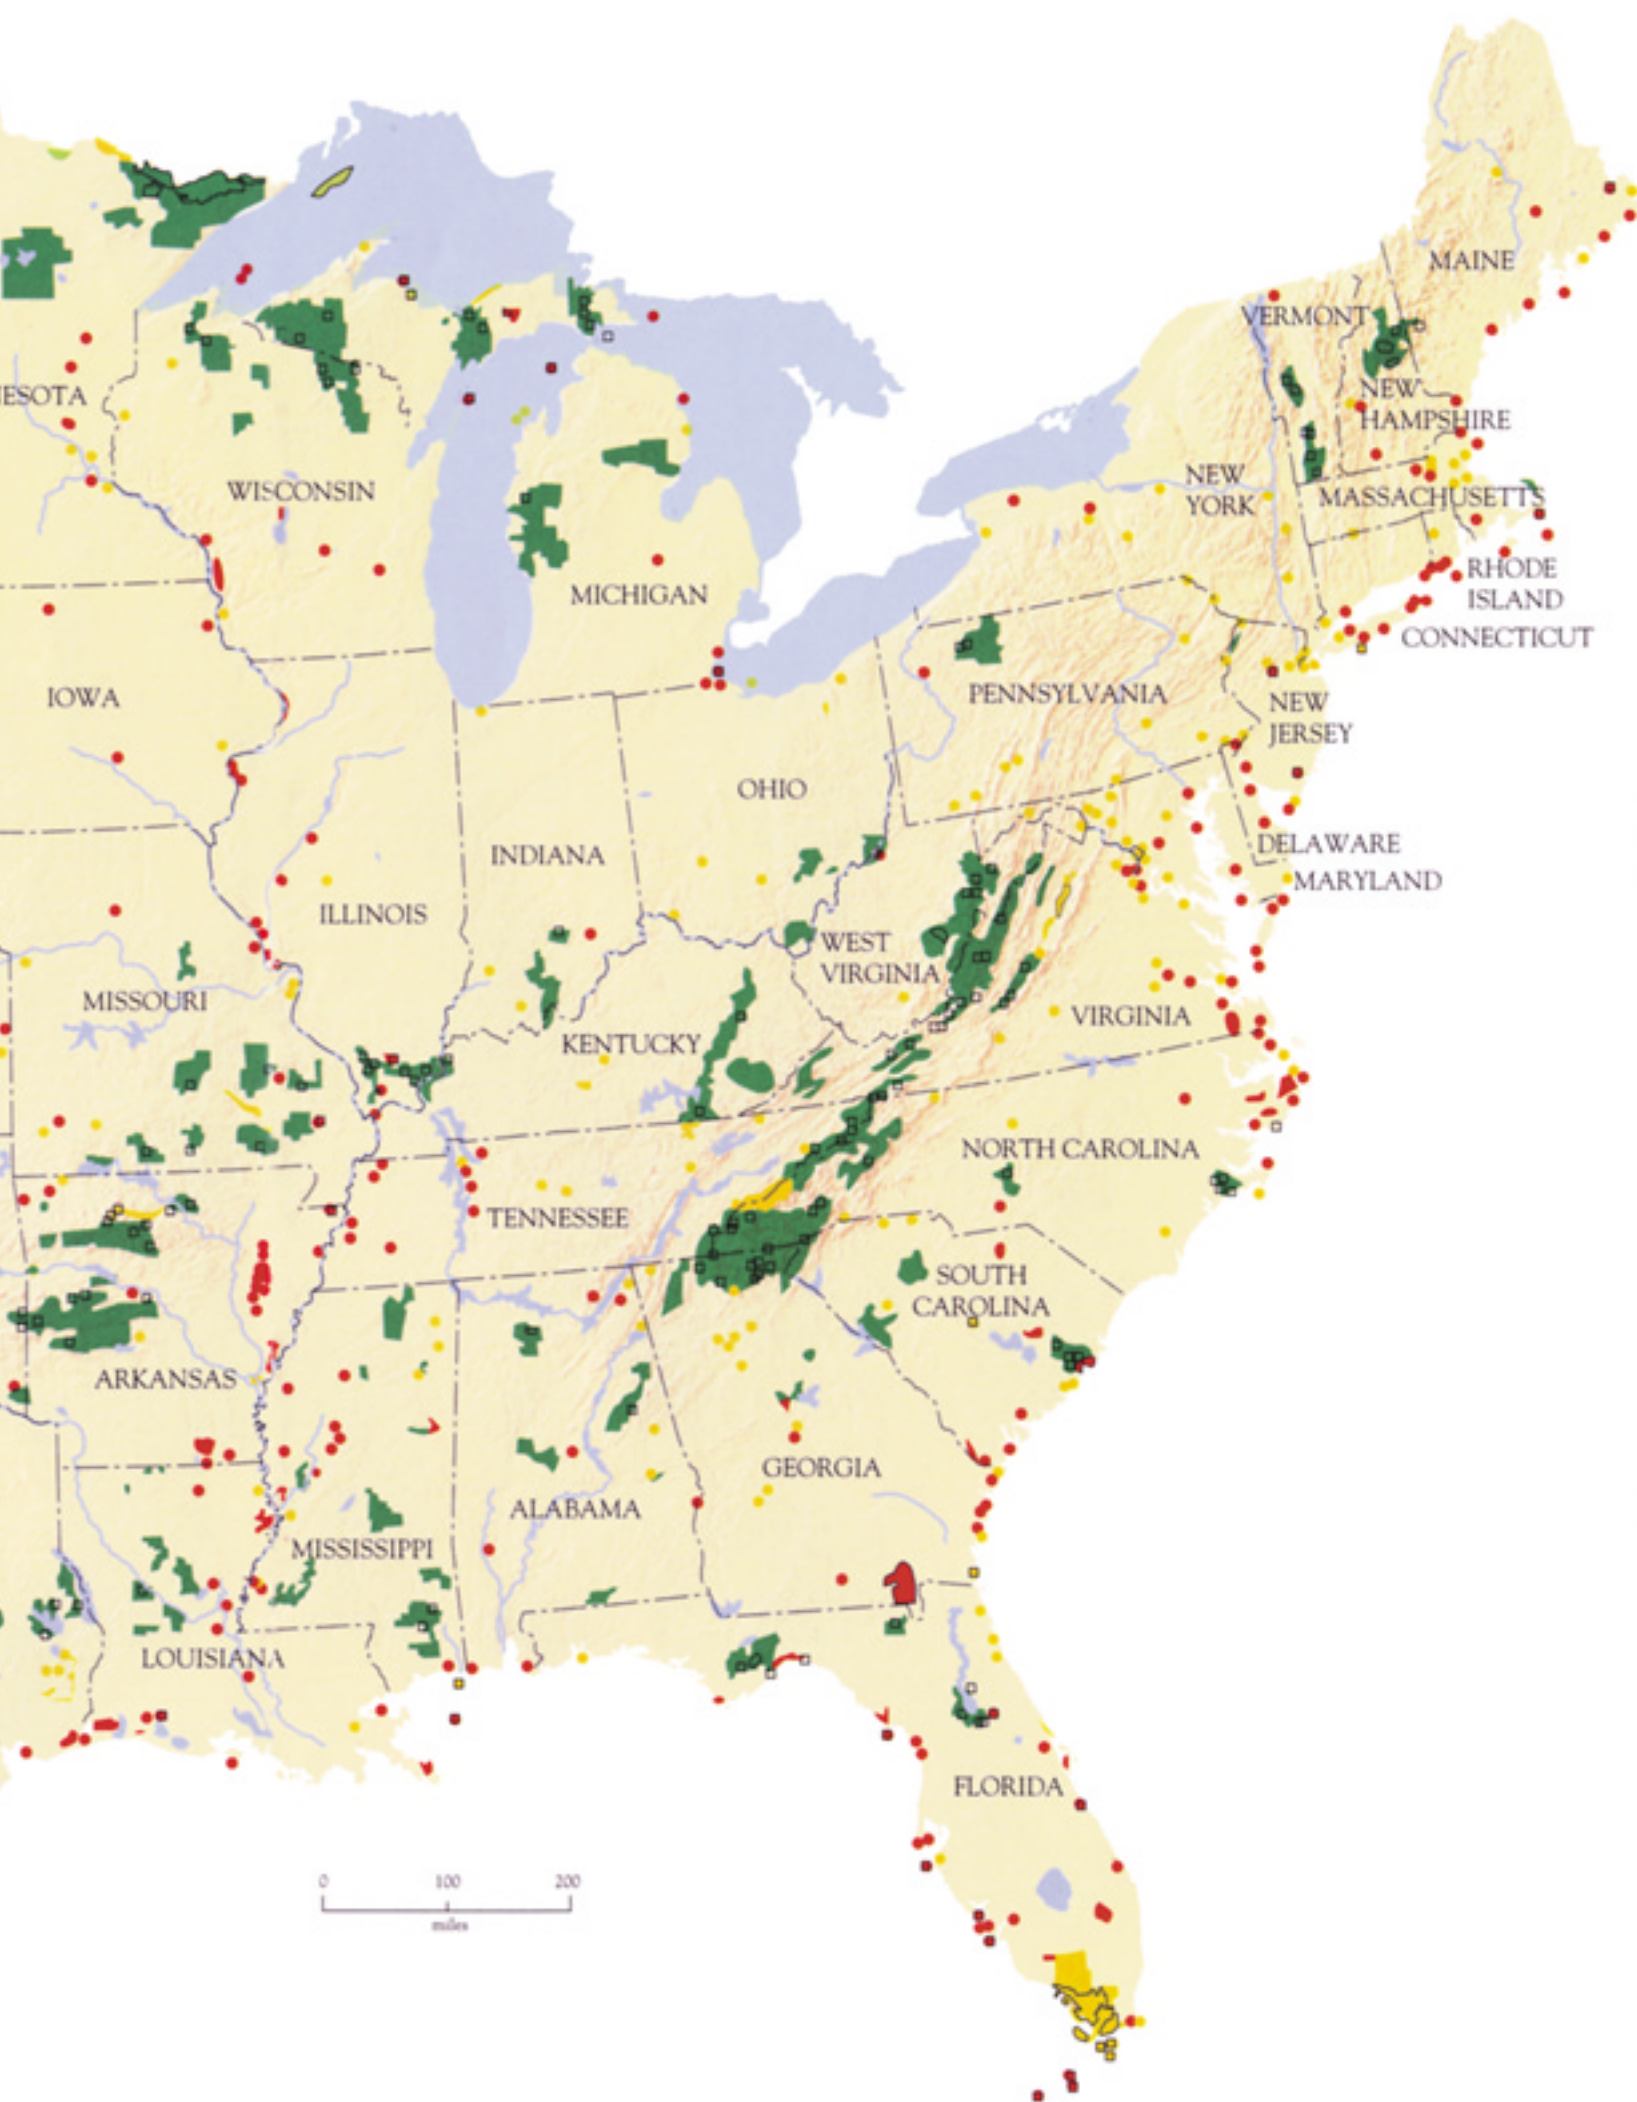 MAINE
VERMONT
NEW
HAMPSHIRE
ESOTA
WISCONSIN
NEW
YORK
MASSACHUSETTS
MICHIGAN
RHODE
ISLAND
CONNECTICUT
IOWA
PENNSYLVANIA
NEW
JERSEY
OHIO
INDIANA
DELAWARE
MARYLAND
ILLINOIS
WEST
VIRGINIA
MISSOURI
KENTUCKY
VIRGINIA
NORTH CAROLINA
TENNESSEE
SOUTH
CAROLINA
ARKANSAS
GEORGIA
ALABAMA
MISSISSIPPI
LOUISIANA
FLORIDA
0 100 200
miles